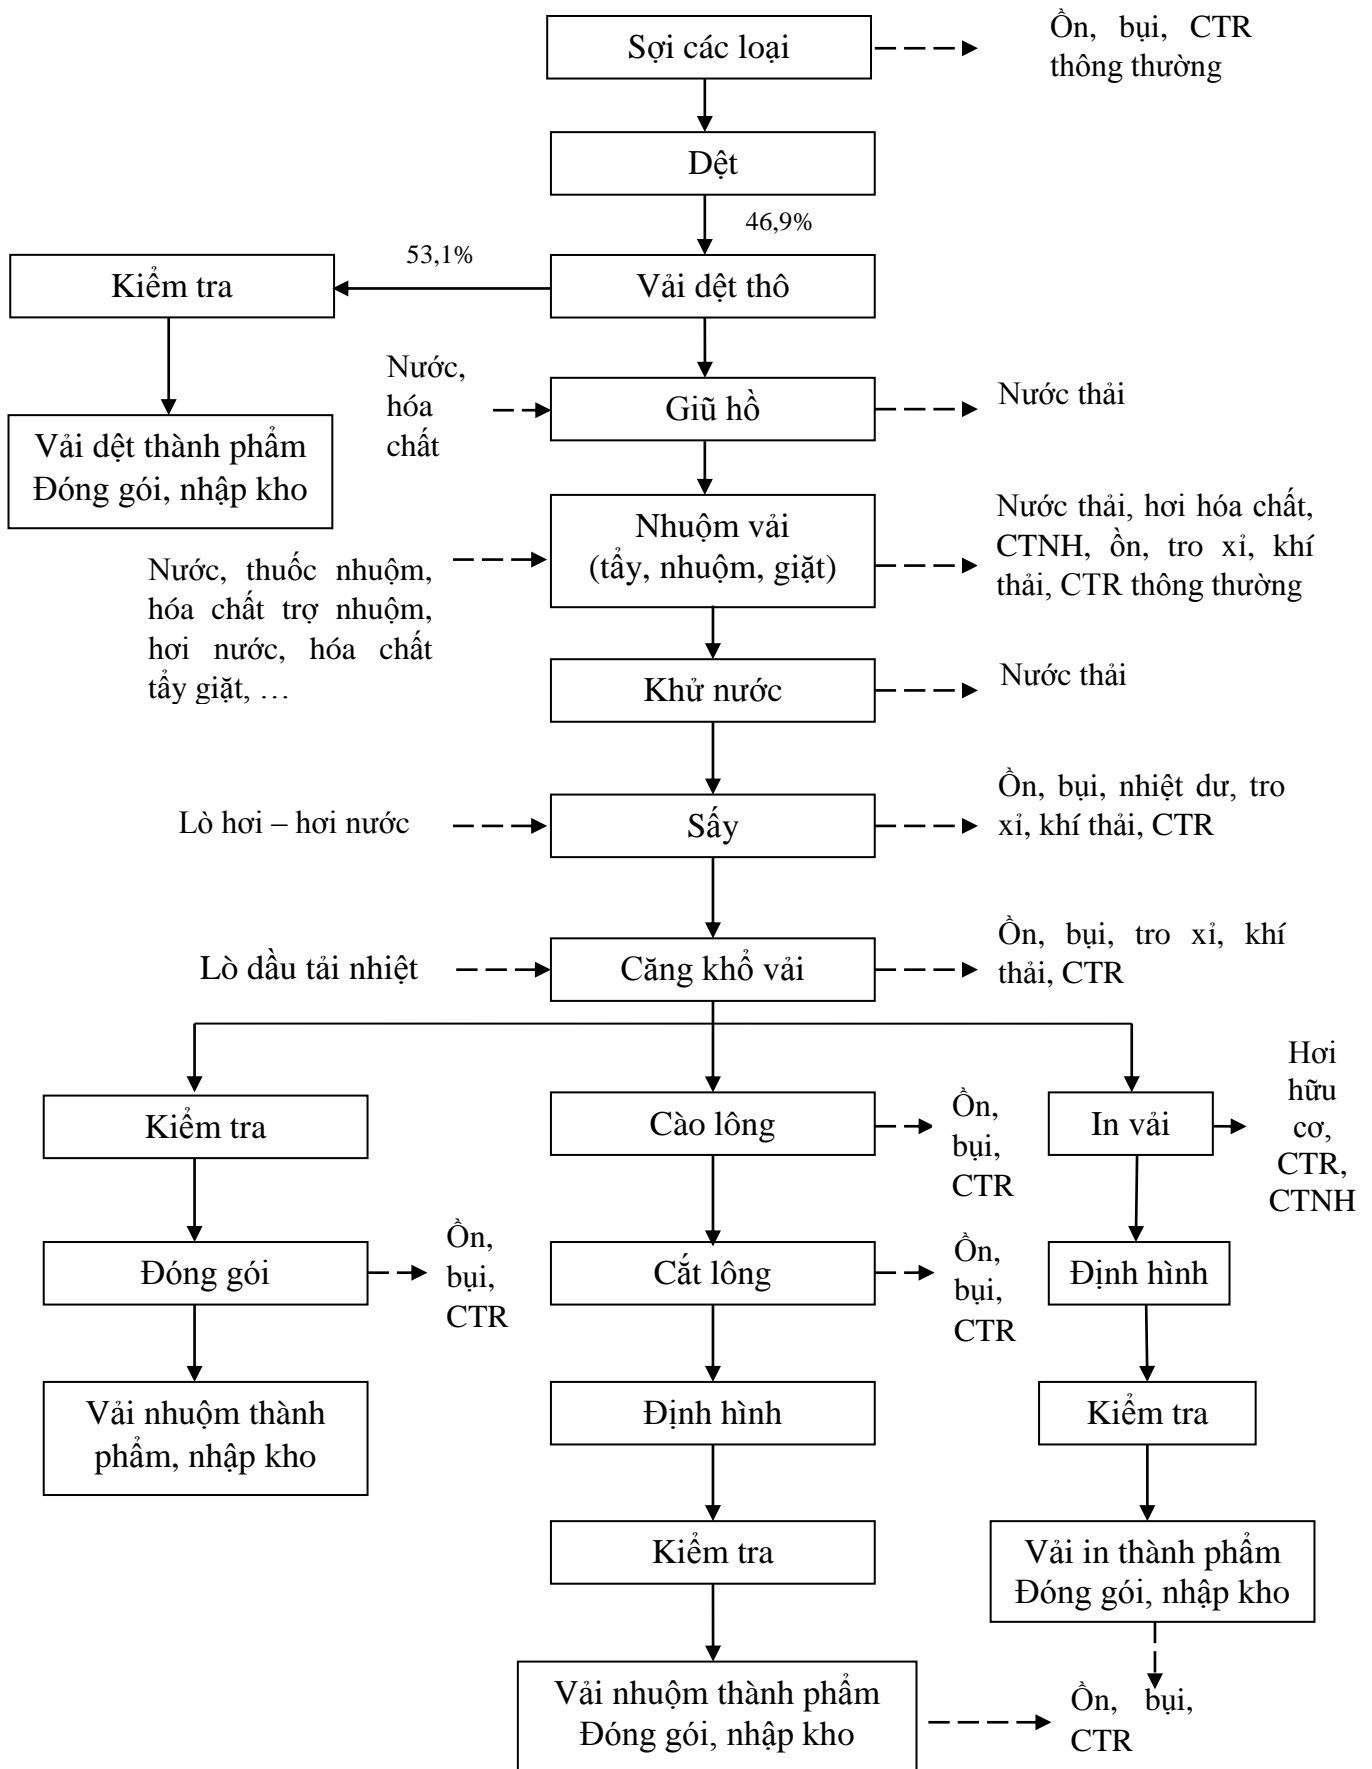 Sợi các loại
Ồn, bụi, CTR
thông thường
Dệt
46,9%
53,1%
Kiểm tra
Vải dệt thô
Nước,
hóa
chất
Giũ hồ
Nước thải
Vải dệt thành phẩm
Đóng gói, nhập kho
Nhuộm vải
(tẩy, nhuộm, giặt)
Nước thải, hơi hóa chất,
CTNH, ồn, tro xỉ, khí
thải, CTR thông thường
Nước, thuốc nhuộm,
hóa chất trợ nhuộm,
hơi nước, hóa chất
tẩy giặt, …
Khử nước
Nước thải
Lò hơi – hơi nước
Sấy
Ồn, bụi, nhiệt dư, tro
xỉ, khí thải, CTR
Lò dầu tải nhiệt
Căng khổ vải
Ồn, bụi, tro xỉ, khí
thải, CTR
Kiểm tra
Cào lông
Ồn,
bụi,
CTR
In vải
Hơi
hữu
cơ,
CTR,
CTNH
Đóng gói
Ồn,
bụi,
CTR
Cắt lông
Ồn,
bụi,
CTR
Định hình
Vải nhuộm thành
phẩm, nhập kho
Định hình
Kiểm tra
Kiểm tra
Vải in thành phẩm
Đóng gói, nhập kho
Vải nhuộm thành phẩm
Đóng gói, nhập kho
Ồn, bụi,
CTR